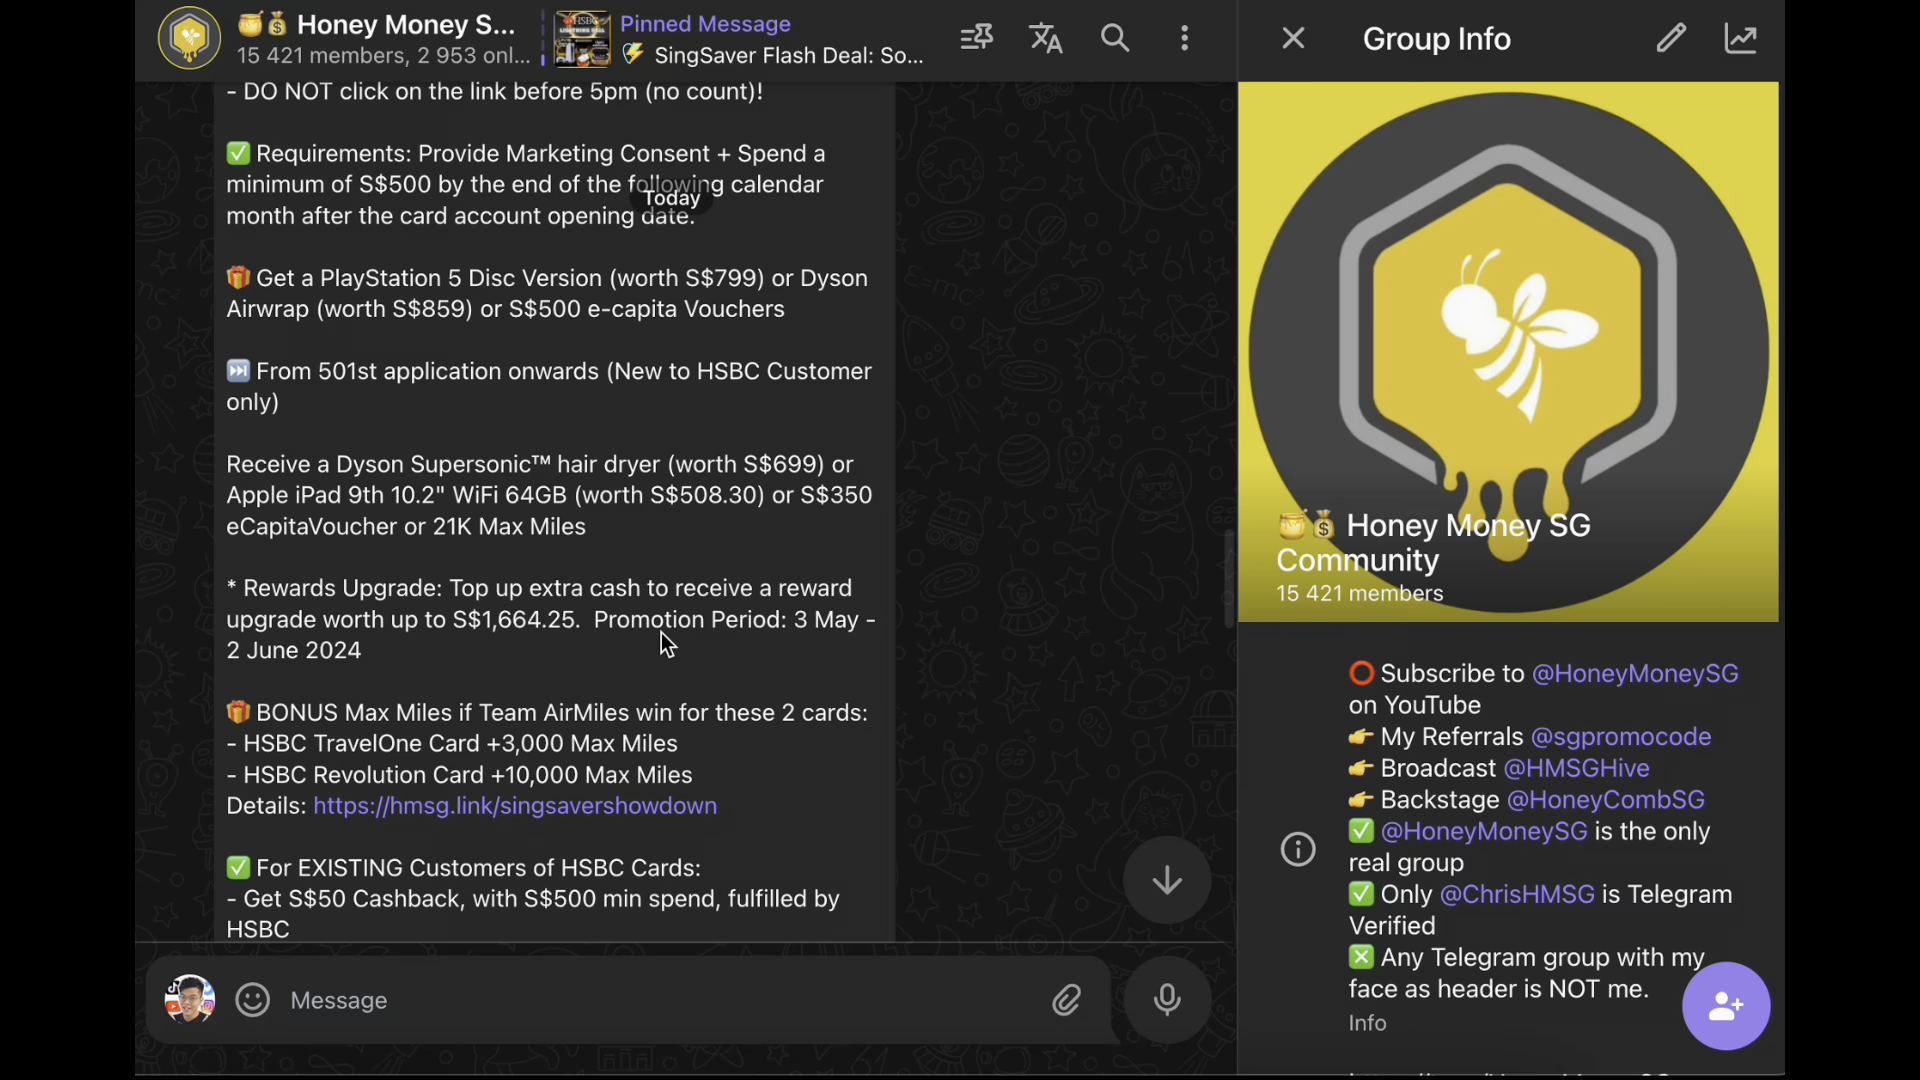 🍯💰 Honey Money S...
15 421 members, 2 953 onl...
HSBC
Pinned Message
⚡ SingSaver Flash Deal: So...
- DO NOT click on the link before 5pm (no count)!
✅ Requirements: Provide Marketing Consent + Spend a
minimum of S$500 by the end of the following calendar
month after the card account opening date.
Today
🎁 Get a PlayStation 5 Disc Version (worth S$799) or Dyson
Airwrap (worth S$859) or S$500 e-capita Vouchers
⏭ From 501st application onwards (New to HSBC Customer
only)
Receive a Dyson Supersonic™ hair dryer (worth S$699) or
Apple iPad 9th 10.2" WiFi 64GB (worth S$508.30) or S$350
eCapitaVoucher or 21K Max Miles
* Rewards Upgrade: Top up extra cash to receive a reward
upgrade worth up to S$1,664.25.  Promotion Period: 3 May -
2 June 2024
🎁 BONUS Max Miles if Team AirMiles win for these 2 cards:
- HSBC TravelOne Card +3,000 Max Miles
- HSBC Revolution Card +10,000 Max Miles
Details: https://hmsg.link/singsavershowdown
✅ For EXISTING Customers of HSBC Cards:
- Get S$50 Cashback, with S$500 min spend, fulfilled by
HSBC
Message
Group Info
🍯💰 Honey Money SG
Community
15 421 members
⭕ Subscribe to @HoneyMoneySG
on YouTube
👉 My Referrals @sgpromocode
👉 Broadcast @HMSGHive
👉 Backstage @HoneyCombSG
✅ @HoneyMoneySG is the only
real group
✅ Only @ChrisHMSG is Telegram
Verified
❎ Any Telegram group with my
face as header is NOT me.
Info